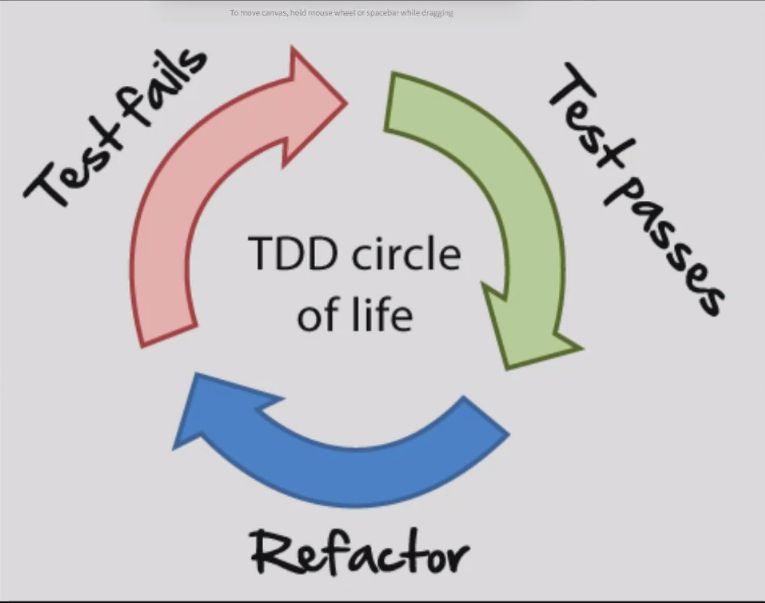 To move canvas, hold mouse wheel or spacebar while dragging
Test fails
Test passes
TDD circle
of life
Refactor